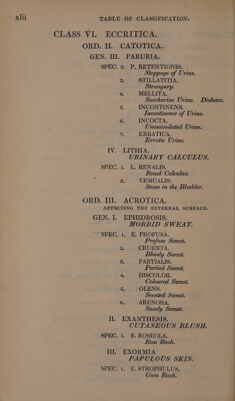 xlii TABLE OF CLASSIFICATION.
CLASS VI. ECCRITICA.
ORD. II. CATOTICA.
GEN. III. PARURIA.
SPEC. 2. P. RETENTIONIS.
Stoppage of Urine.
3. STILLATITIA.
Strangury.
4. MELLITA.
Saccharine Urine. Diabetes.
5. INCONTINENS.
Incontinence of Urine.
6. INCOCTA.
Unassimilated Urine.
7. ERRATICA.
Erratic Urine.
IV. LITHIA.
URINARY CALCULUS.
SPEC. 1. L. RENALIS.
Renal Calculus.
2. VESICALIS.
Stone in the Bladder.
ORD. III. ACROTICA.
AFFECTING THE EXTERNAL SURFACE.
GEN. I. EPHIDROSIS.
MORBID SWEAT.
SPEC. 1. E. PROFUSA.
Profuse Sweat.
2. CRUENTA.
Bloody Sweat.
3. PARTIALIS.
Partial Sweat.
4. DISCOLOR.
Coloured Sweat.
5. OLENS.
Scented Sweat.
6. ARENOSA.
Sandy Sweat.
II. EXANTHESIS.
CUTANEOUS BLUSH.
SPEC. 1. E. ROSEOLA.
Rose Rash.
III. EXORMIA
PAPULOUS SKIN.
SPEC. 1. E. STROPHULUS.
Gum Rash.